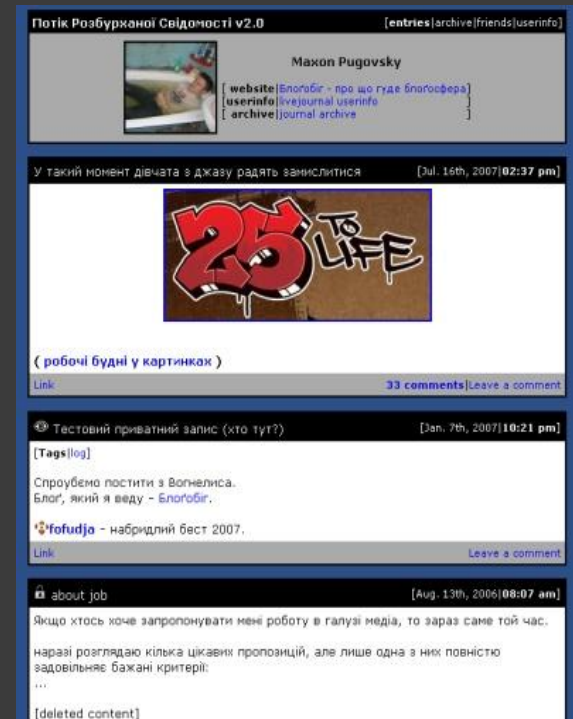 Потік Розбурханої Свідомості v2.0 [entries|archive|friends|userinfo]
Maxon Pugovsky
[ website|Блоґобіг - про що гуде блоґосфера]
[userinfo|livejournal userinfo ]
[ archive|journal archive ]
У такий момент дівчата з джазу радять замислитися [Jul. 16th, 2007|02:37 pm]
25 TO LIFE
( робочі будні у картинках )
Link 33 comments|Leave a comment
Тестовий приватний запис (хто тут?) [Jan. 7th, 2007|10:21 pm]
[Tags|log]
Спроубємо постити з Вогнелиса.
Блоґ, який я веду - Блоґобіг.
fofudja - набридлий бест 2007.
Link Leave a comment
about job [Aug. 13th, 2006|08:07 am]
Якщо хтось хоче запропонувати мені роботу в галузі медіа, то зараз саме той час.
наразі розглядаю кілька цікавих пропозицій, але лише одна з них повністю
задовільняє бажані критерії:
...
[deleted content]